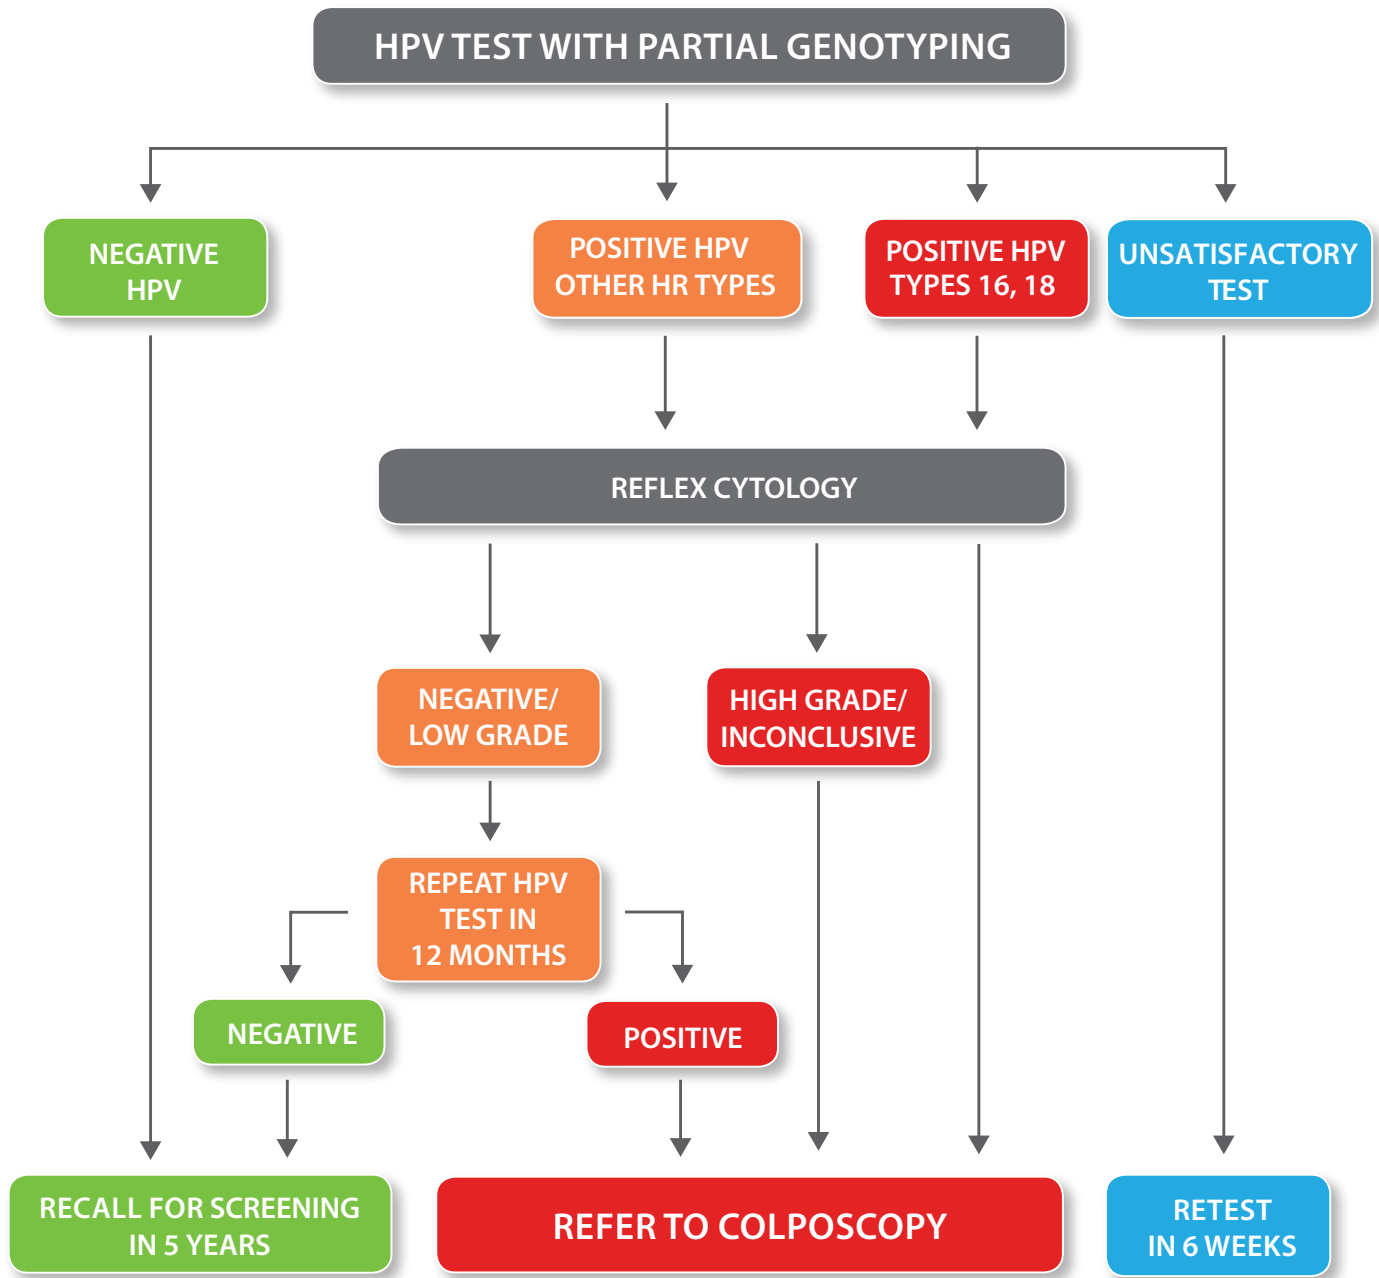 HPV TEST WITH PARTIAL GENOTYPING
NEGATIVE
HPV
POSITIVE HPV
OTHER HR TYPES
POSITIVE HPV
TYPES 16, 18
UNSATISFACTORY
TEST
REFLEX CYTOLOGY
NEGATIVE/
LOW GRADE
HIGH GRADE/
INCONCLUSIVE
REPEAT HPV
TEST IN
12 MONTHS
NEGATIVE
POSITIVE
RECALL FOR SCREENING
IN 5 YEARS
REFER TO COLPOSCOPY
RETEST
IN 6 WEEKS